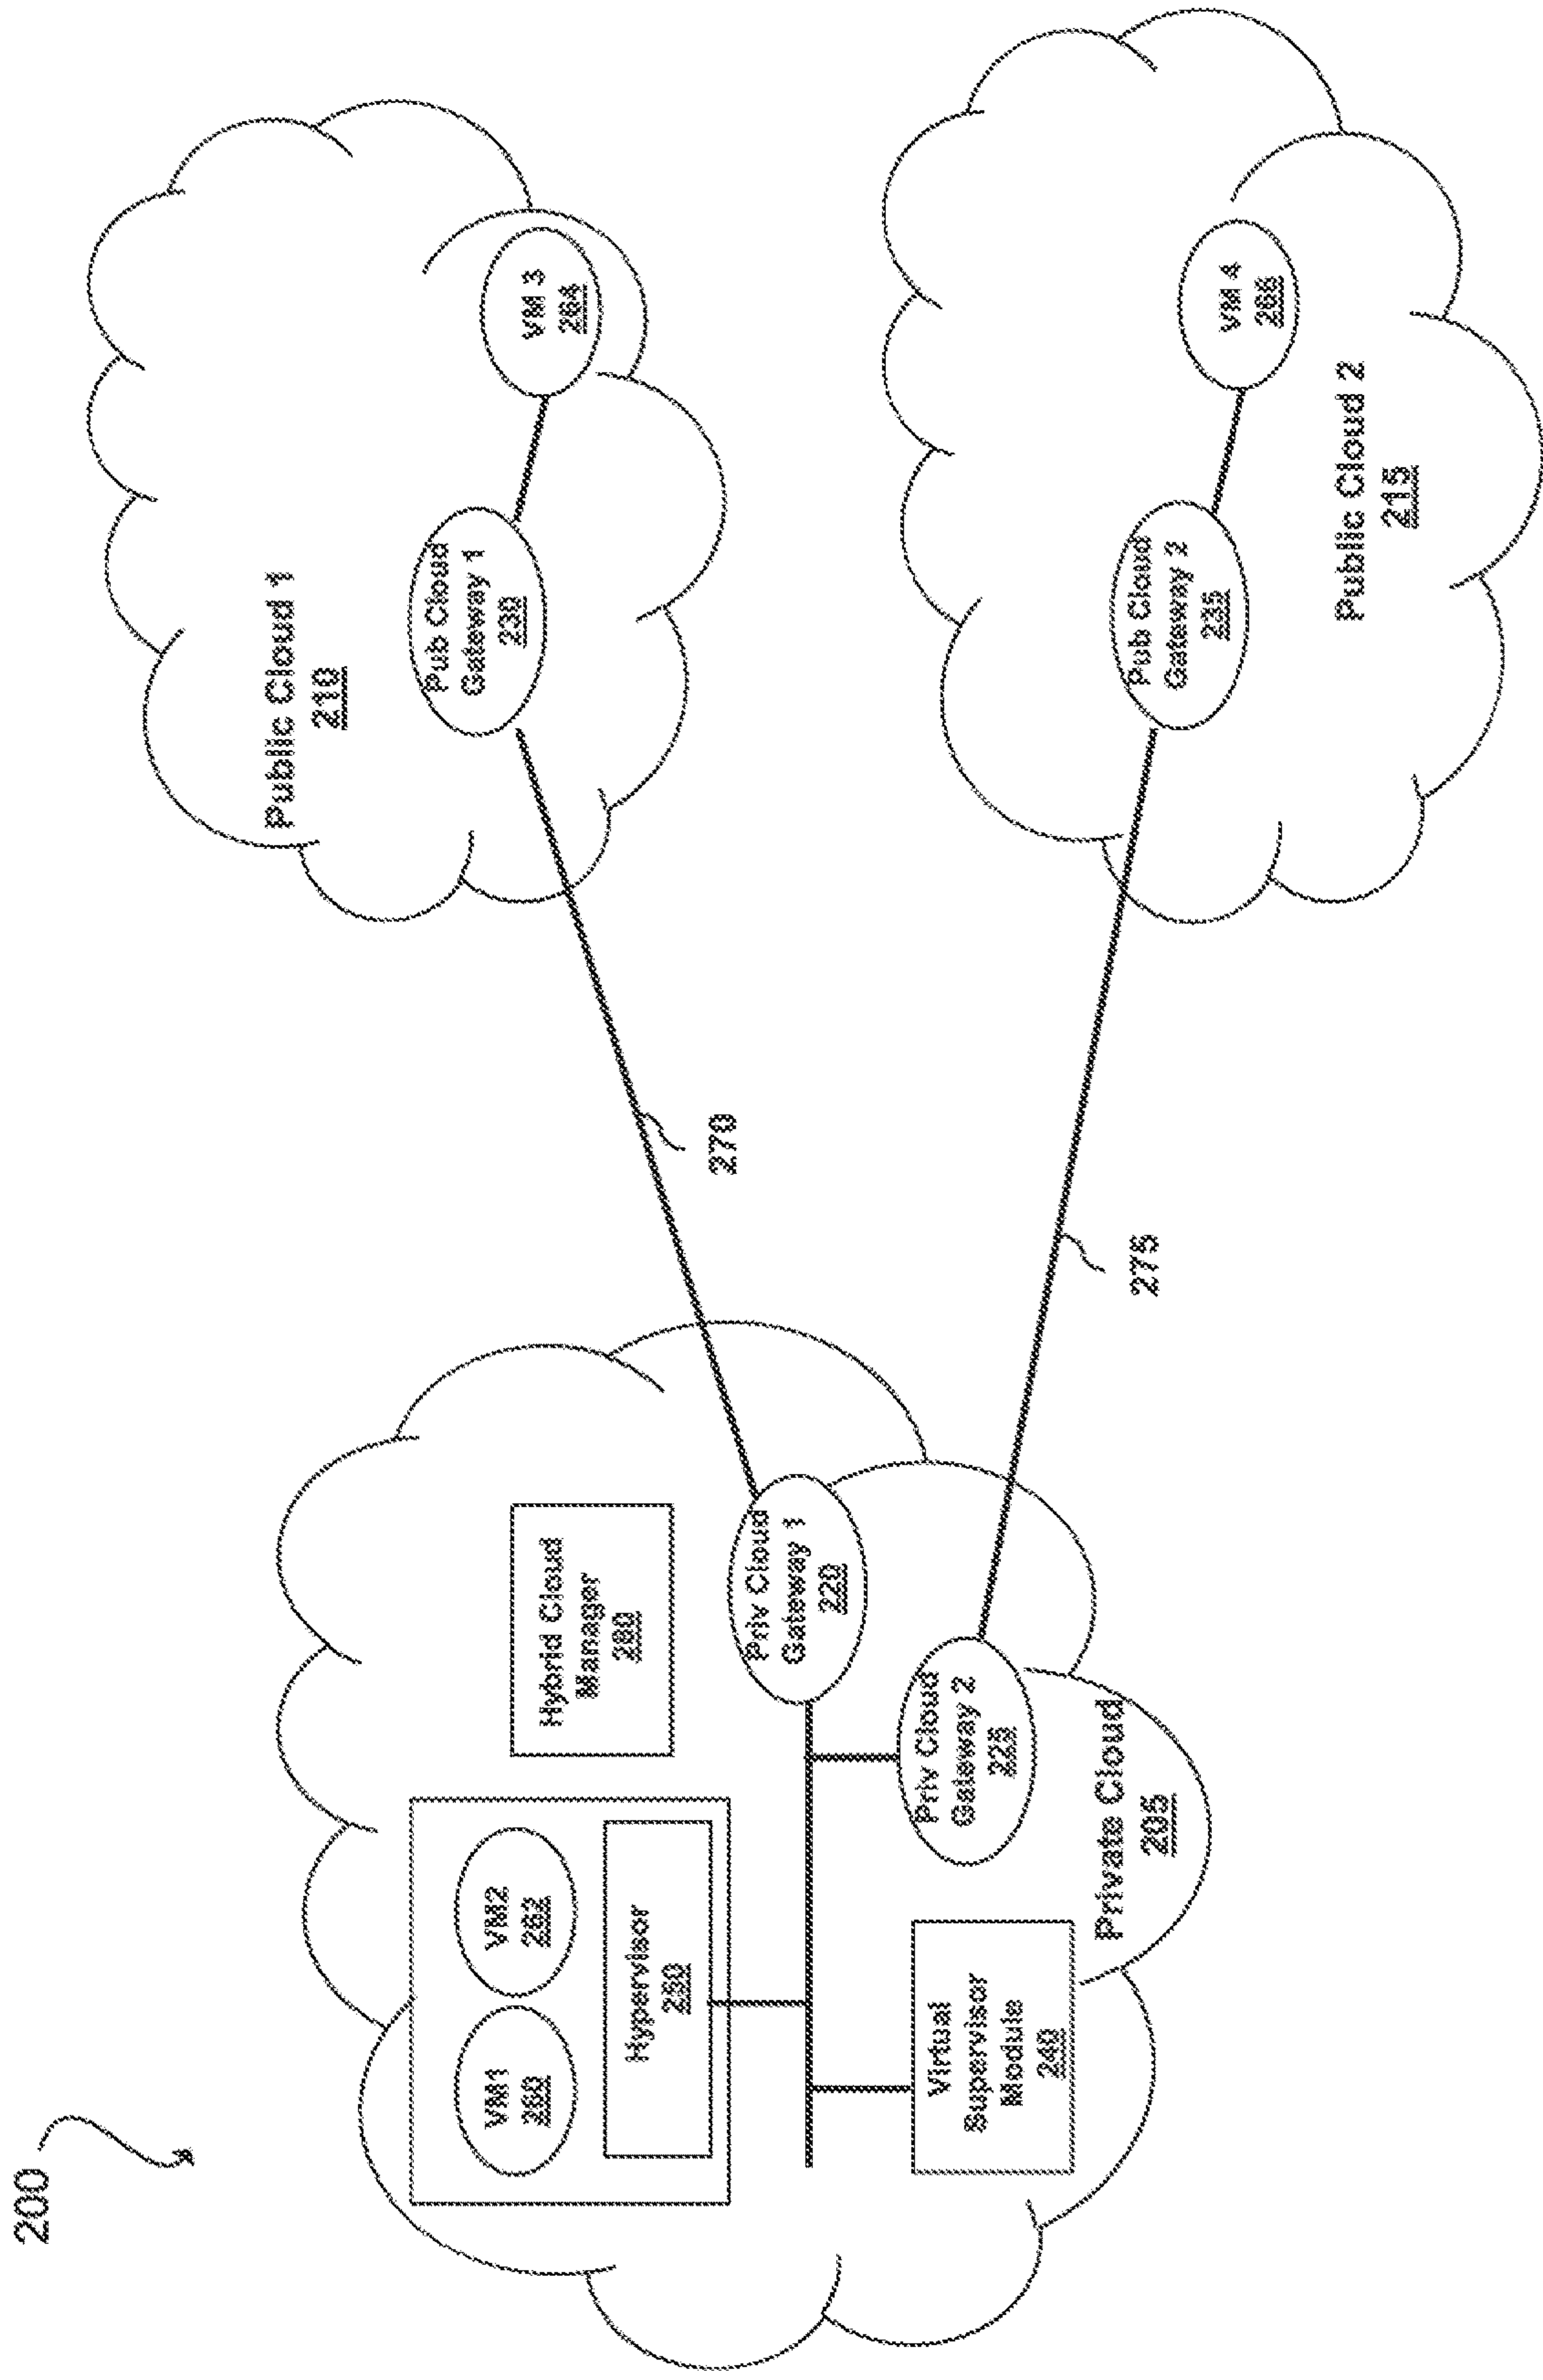 200
Public Cloud 1
210
VM1
260
VM2
262
Hypervisor
250
Hybrid Cloud
Manager
280
Pub Cloud
Gateway 1
230
VM 3
264
270
Priv Cloud
Gateway 1
220
Priv Cloud
Gateway 2
225
Virtual
Supervisor
Module
240
Private Cloud
205
275
Pub Cloud
Gateway 2
235
VM 4
266
Public Cloud 2
215